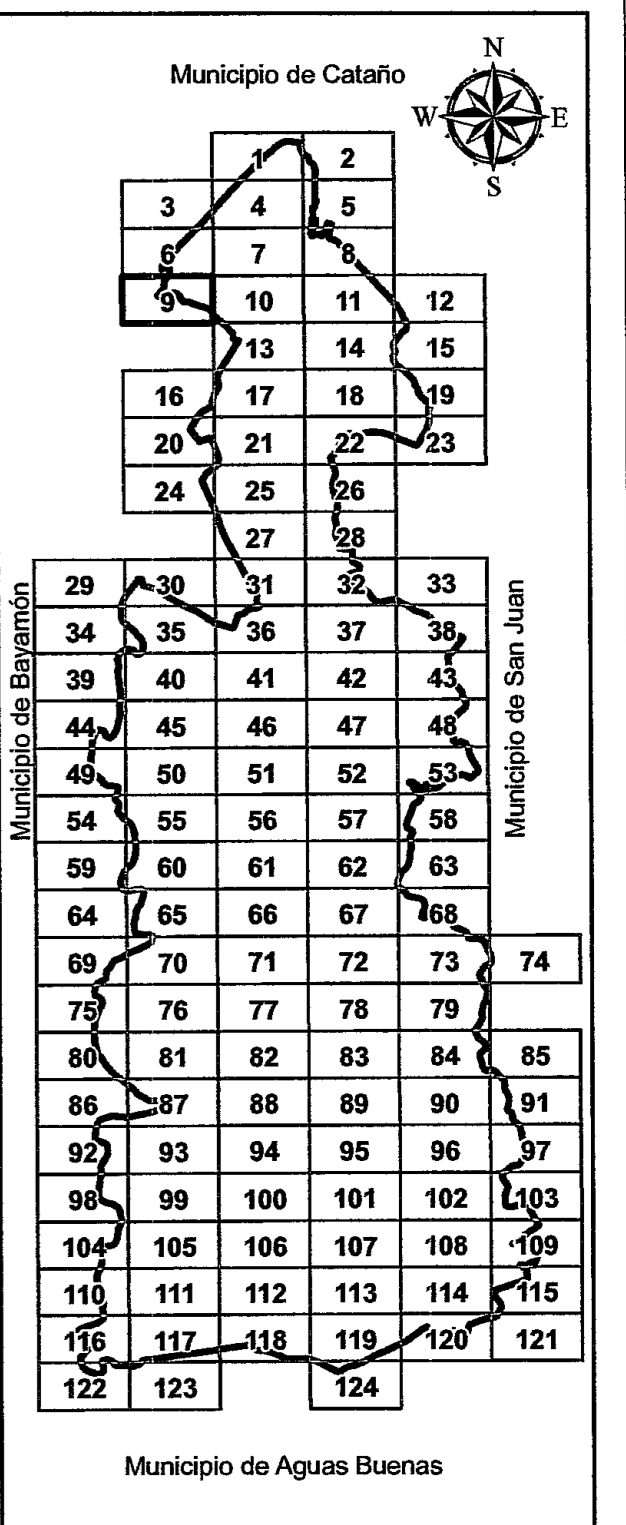 Municipio de Cataño
N
W E
S
1 2
3 4 5
6 7 8
9 10 11 12
13 14 15
16 17 18 19
20 21 22 23
24 25 26
27 28
29 30 31 32 33
34 35 36 37 38
39 40 41 42 43
44 45 46 47 48
49 50 51 52 53
54 55 56 57 58
59 60 61 62 63
64 65 66 67 68
69 70 71 72 73 74
75 76 77 78 79
80 81 82 83 84 85
86 87 88 89 90 91
92 93 94 95 96 97
98 99 100 101 102 103
104 105 106 107 108 109
110 111 112 113 114 115
116 117 118 119 120 121
122 123 124
Municipio de Bayamón
Municipio de San Juan
Municipio de Aguas Buenas